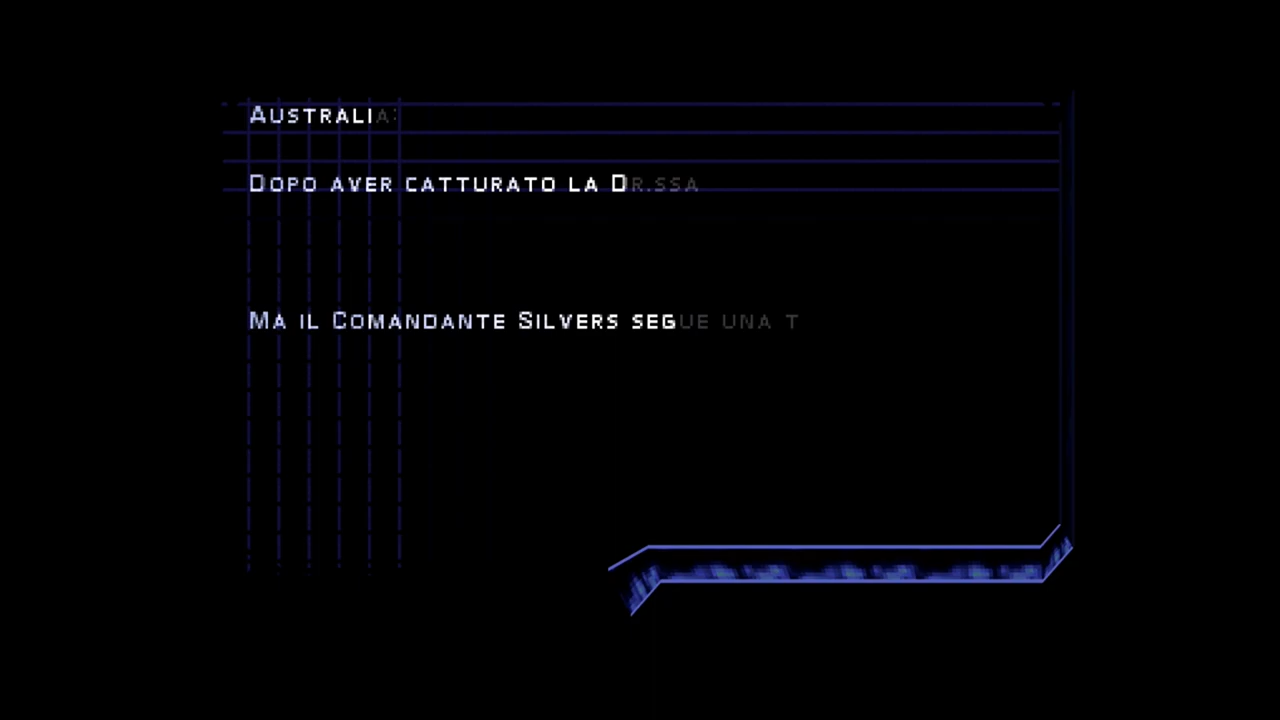 Australia:
Dopo aver catturato la Dr.ssa
Ma il Comandante Silvers segue una t